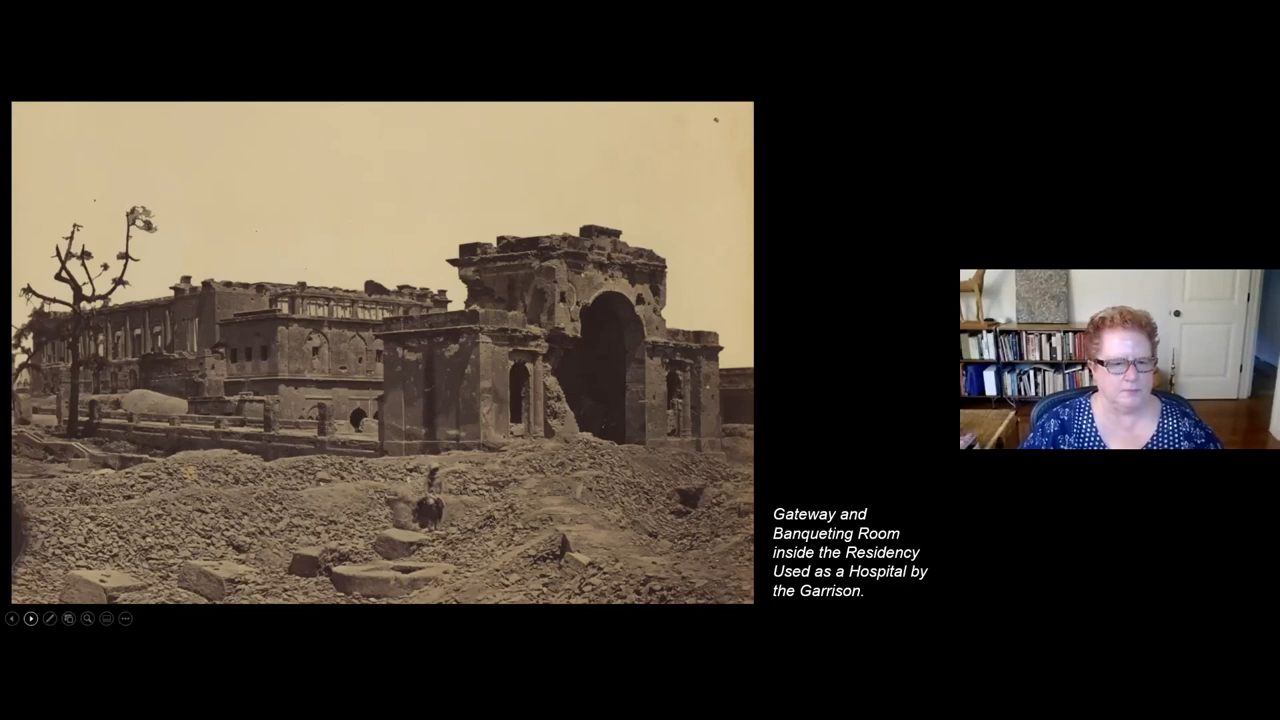 Gateway and
Banqueting Room
inside the Residency
Used as a Hospital by
the Garrison.